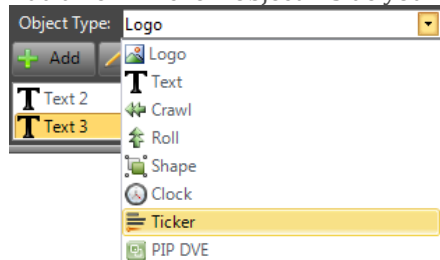 Object Type: Logo
Add
Logo
Text
Text 2
Crawl
Text 3
Roll
Shape
Clock
Ticker
PIP DVE